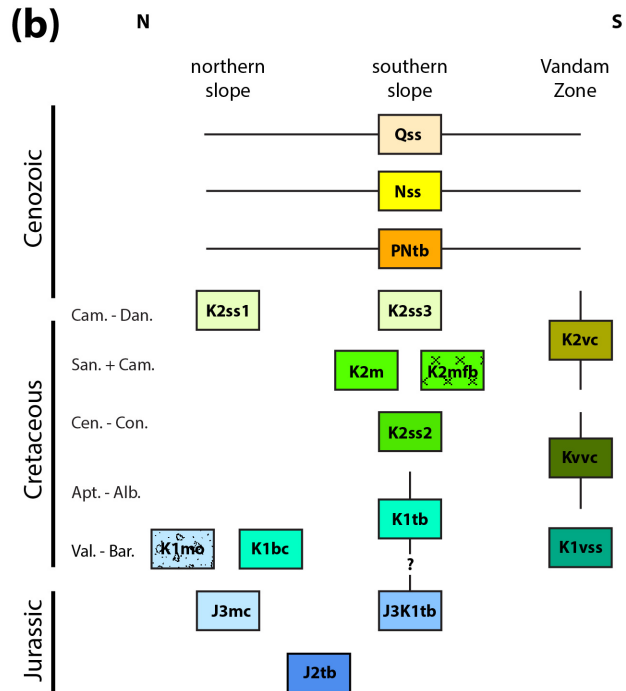 (b)
N
S
northern
slope
southern
slope
Vandam
Zone
Cenozoic
Qss
Nss
PNtb
Cretaceous
Cam. - Dan.
K2ss1
K2ss3
K2vc
San. + Cam.
K2m
K2mfb
Cen. - Con.
K2ss2
Kvvc
Apt. - Alb.
K1tb
Val. - Bar.
K1mo
K1bc
K1vss
?
Jurassic
J3mc
J3K1tb
J2tb